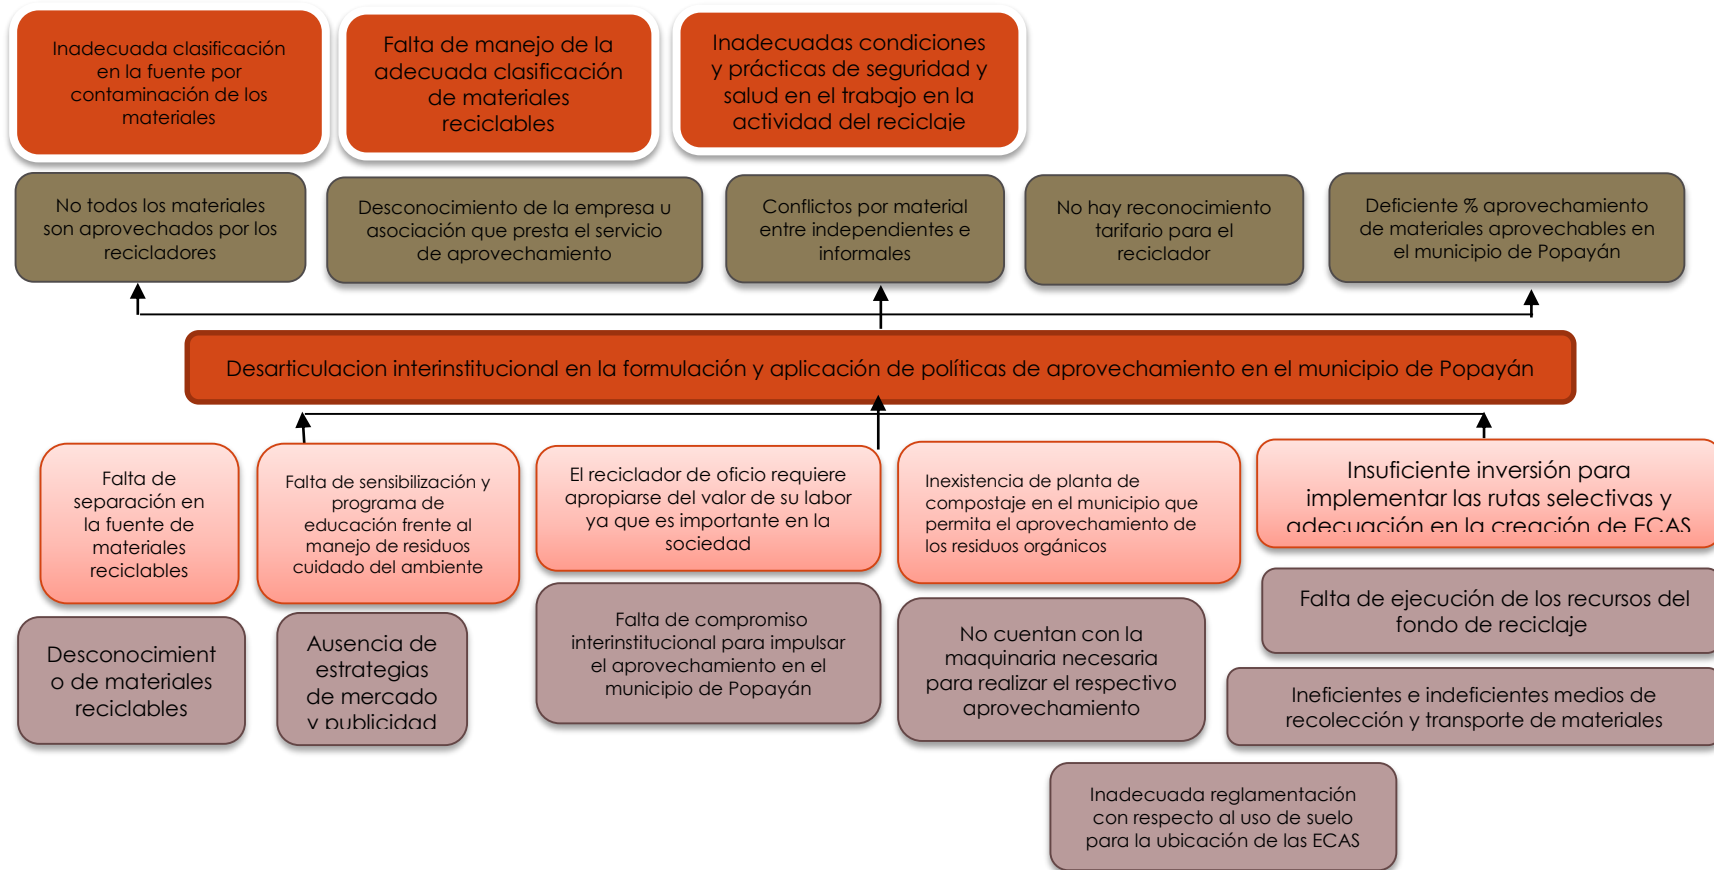 Inadecuada clasificación
en la fuente por
contaminación de los
materiales
Falta de manejo de la
adecuada clasificación
de materiales
reciclables
Inadecuadas condiciones
y prácticas de seguridad y
salud en el trabajo en la
actividad del reciclaje
No todos los materiales
son aprovechados por los
recicladores
Desconocimiento de la empresa u
asociación que presta el servicio
de aprovechamiento
Conflictos por material
entre independientes e
informales
No hay reconocimiento
tarifario para el
reciclador
Deficiente % aprovechamiento
de materiales aprovechables en
el municipio de Popayán
Desarticulacion interinstitucional en la formulación y aplicación de políticas de aprovechamiento en el municipio de Popayán
Falta de
separación en
la fuente de
materiales
reciclables
Falta de sensibilización y
programa de
educación frente al
manejo de residuos
cuidado del ambiente
El reciclador de oficio requiere
apropiarse del valor de su labor
ya que es importante en la
sociedad
Inexistencia de planta de
compostaje en el municipio que
permita el aprovechamiento de
los residuos orgánicos
Insuficiente inversión para
implementar las rutas selectivas y
adecuación en la creación de ECAS
Desconocimient
o de materiales
reciclables
Ausencia de
estrategias
de mercado
y publicidad
Falta de compromiso
interinstitucional para impulsar
el aprovechamiento en el
municipio de Popayán
No cuentan con la
maquinaria necesaria
para realizar el respectivo
aprovechamiento
Falta de ejecución de los recursos del
fondo de reciclaje
Ineficientes e indeficientes medios de
recolección y transporte de materiales
Inadecuada reglamentación
con respecto al uso de suelo
para la ubicación de las ECAS